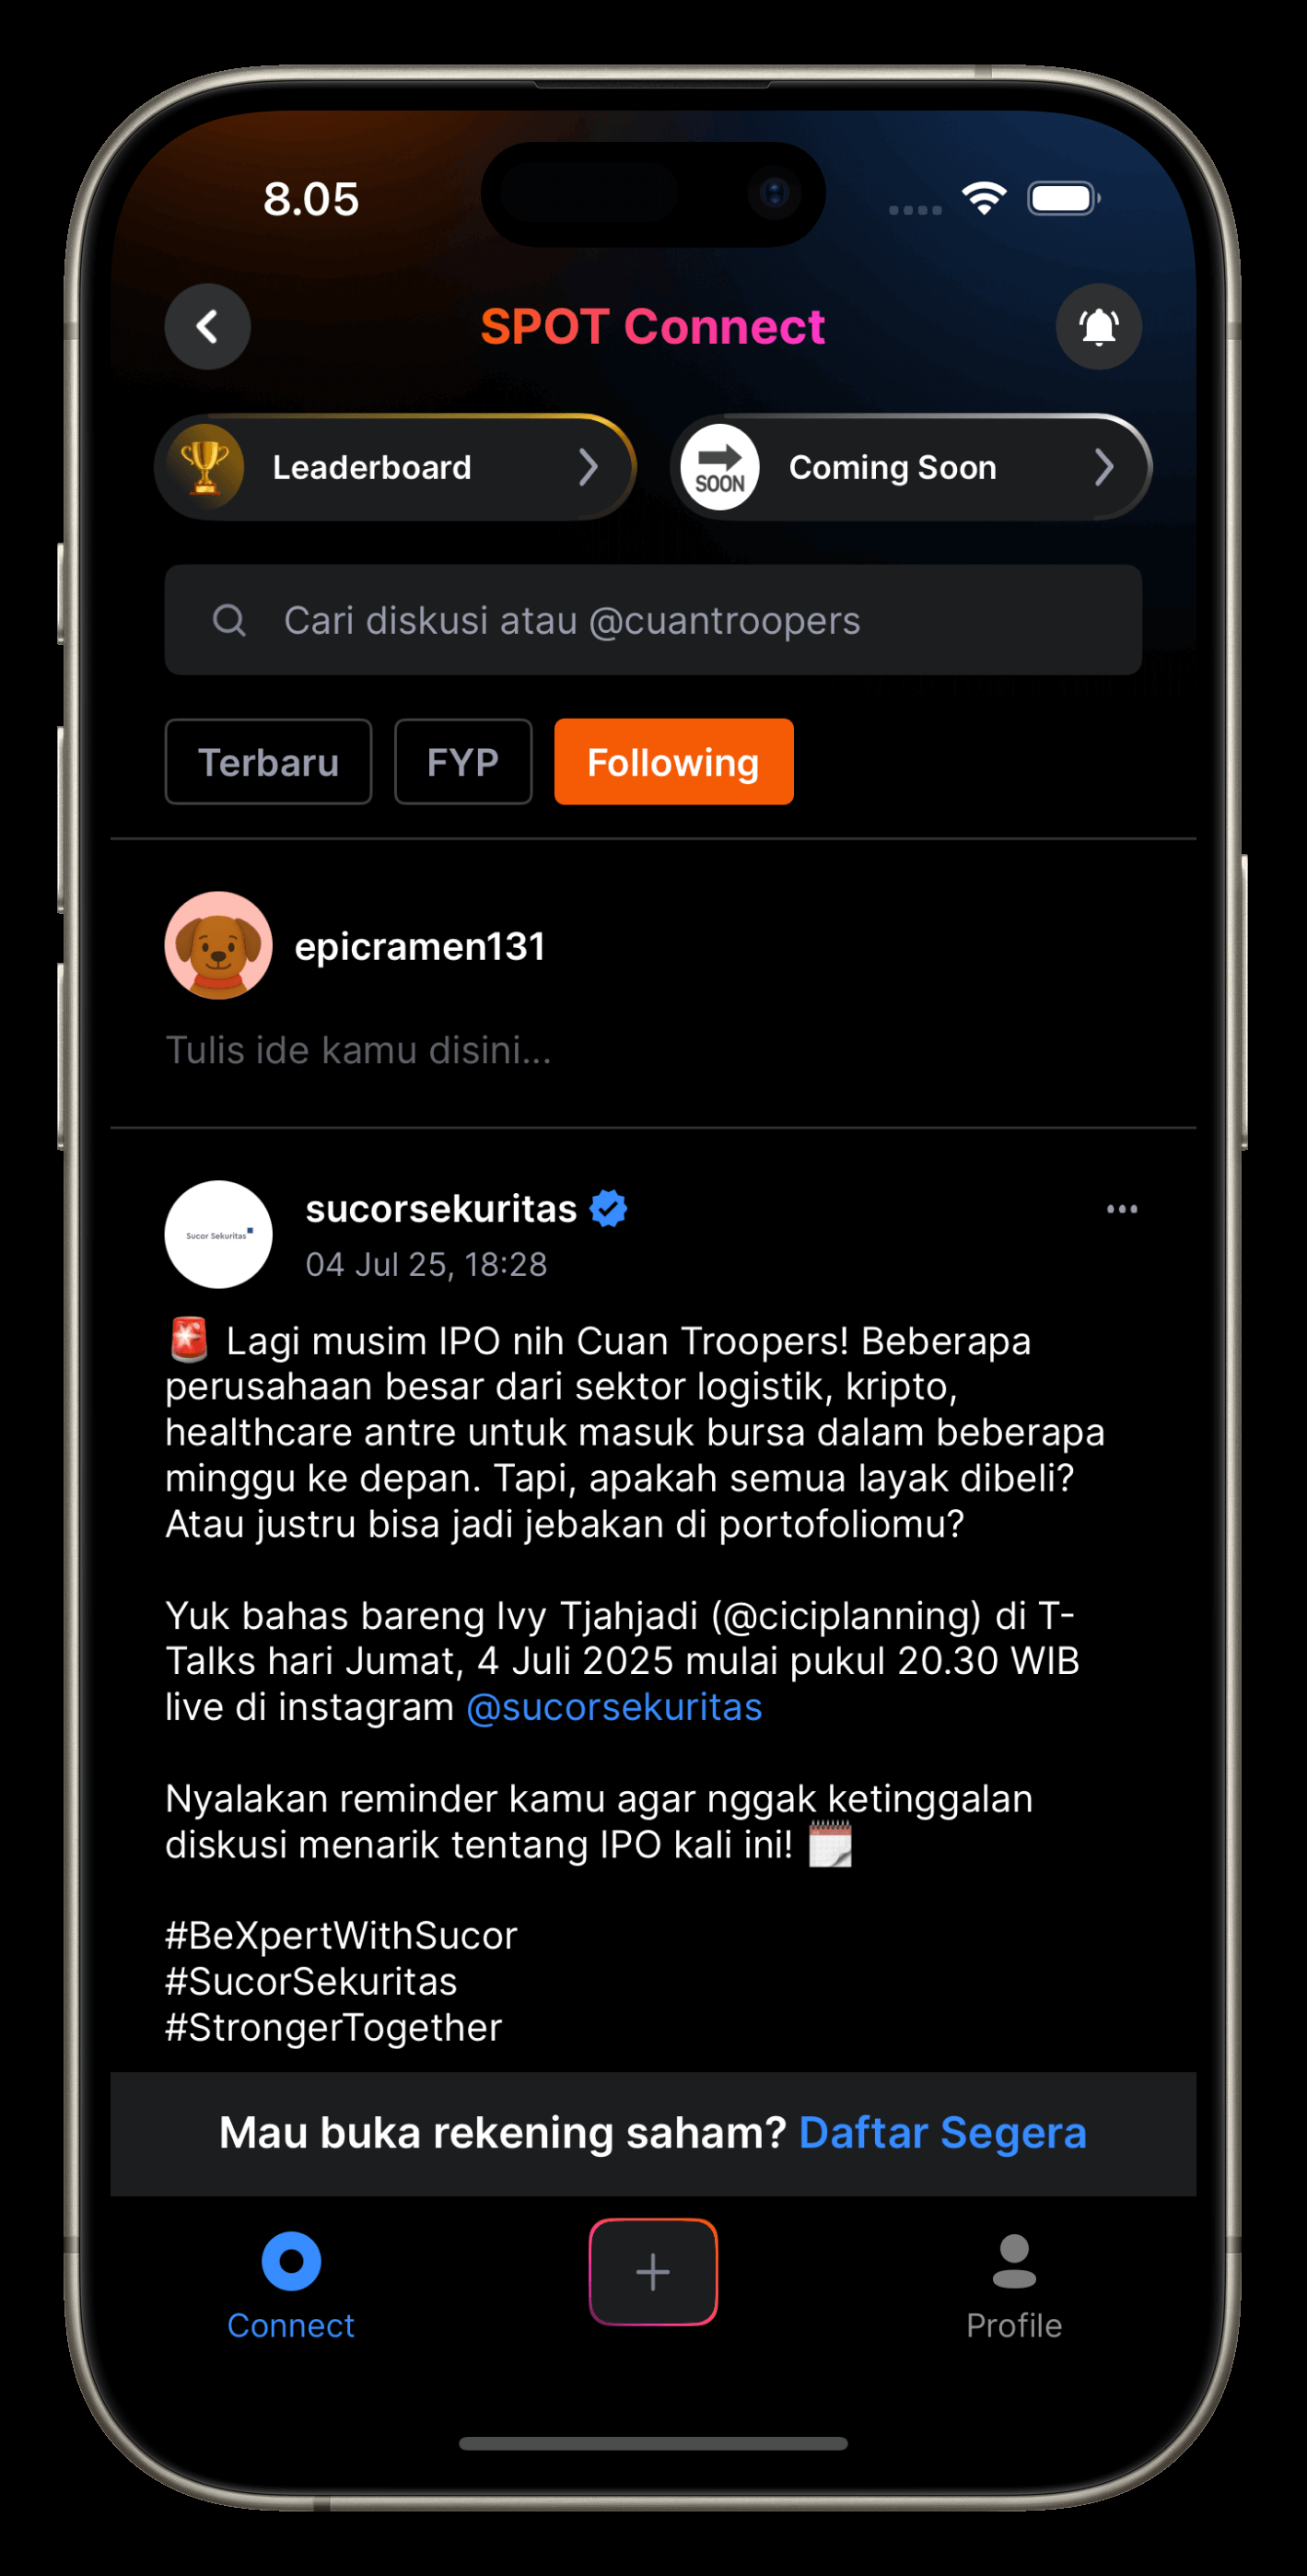 8.05
SPOT Connect
Leaderboard
SOON
Coming Soon
Cari diskusi atau @cuantroopers
Terbaru
FYP
Following
epicramen131
Tulis ide kamu disini...
Sucor Sekuritas
sucorsekuritas
04 Jul 25, 18:28
🚨 Lagi musim IPO nih Cuan Troopers! Beberapa
perusahaan besar dari sektor logistik, kripto,
healthcare antre untuk masuk bursa dalam beberapa
minggu ke depan. Tapi, apakah semua layak dibeli?
Atau justru bisa jadi jebakan di portofoliomu?
Yuk bahas bareng Ivy Tjahjadi (@ciciplanning) di T-
Talks hari Jumat, 4 Juli 2025 mulai pukul 20.30 WIB
live di instagram @sucorsekuritas
Nyalakan reminder kamu agar nggak ketinggalan
diskusi menarik tentang IPO kali ini! 🗓️
#BeXpertWithSucor
#SucorSekuritas
#StrongerTogether
Mau buka rekening saham? Daftar Segera
Connect
Profile